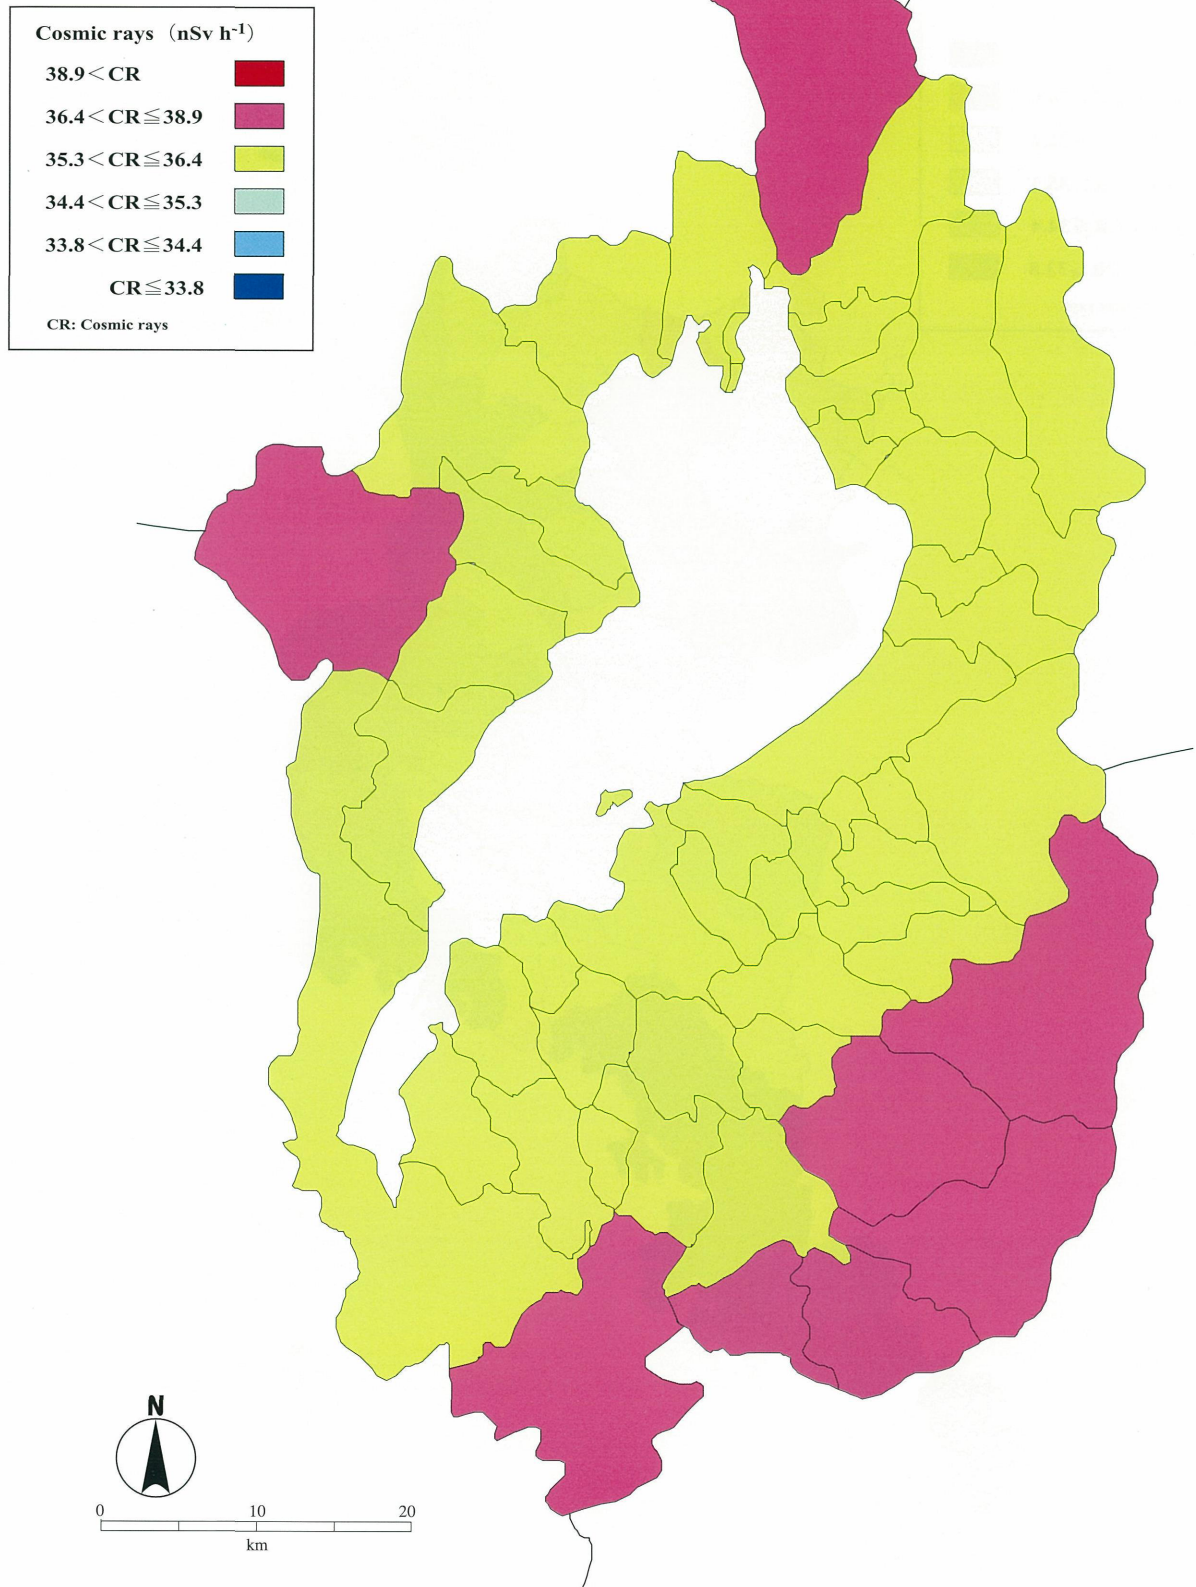 Cosmic rays (nSv h-1)
38.9＜CR
36.4＜CR≦38.9
35.3＜CR≦36.4
34.4＜CR≦35.3
33.8＜CR≦34.4
CR≦33.8
CR: Cosmic rays
N
0 10 20
km